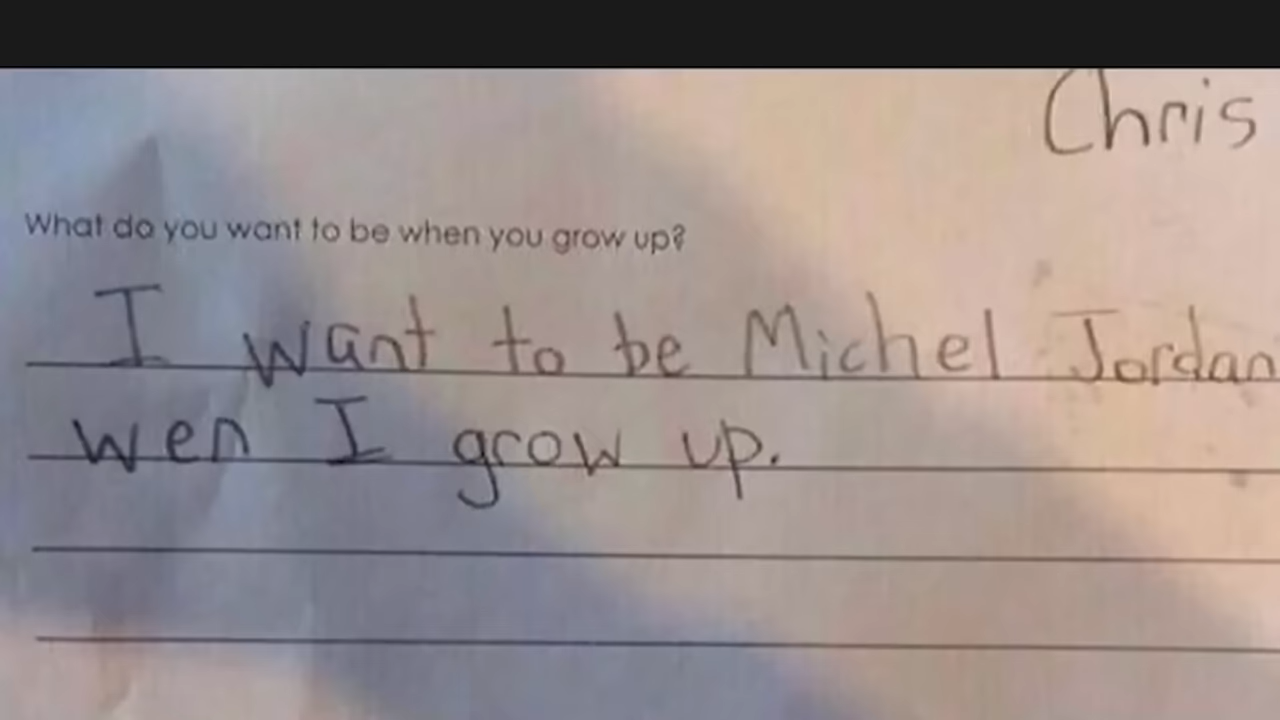 Chris
What do you want to be when you grow up?
I want to be Michel Jordan
wen I grow up.